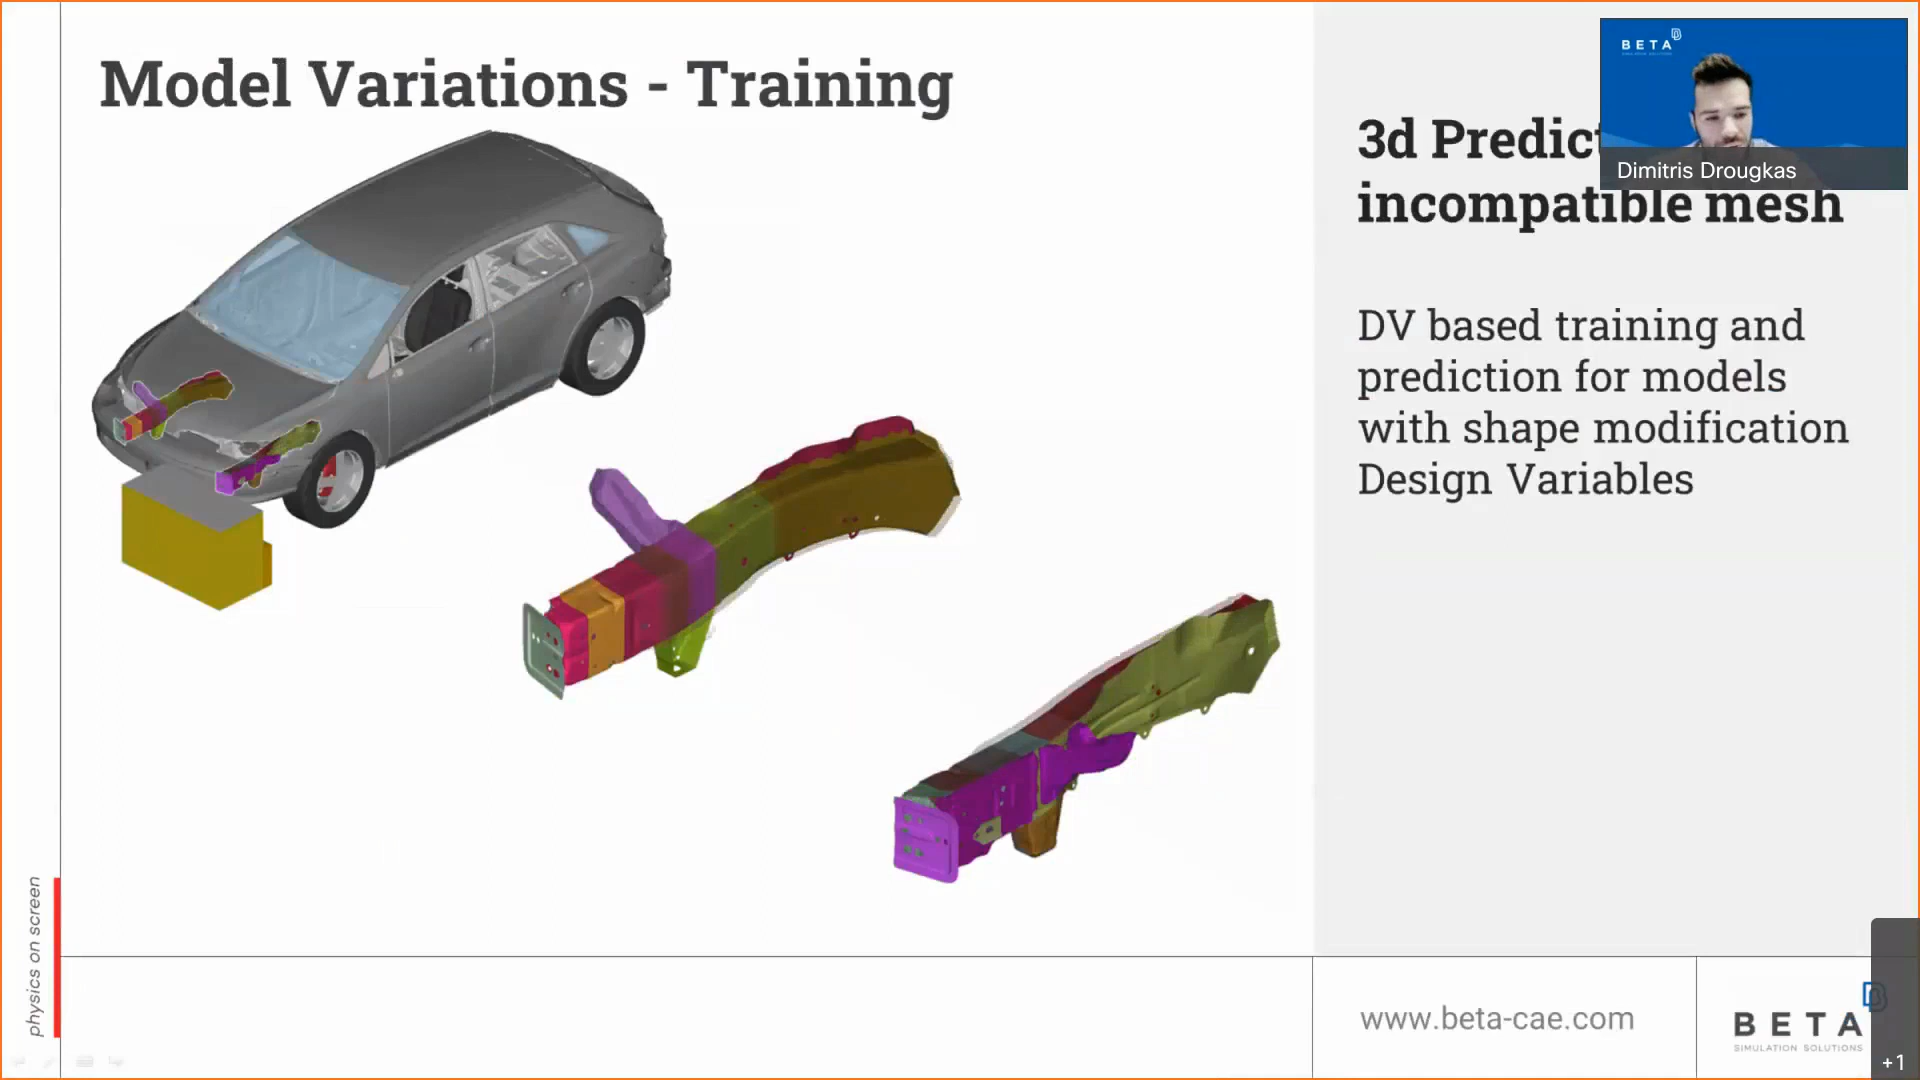 Model Variations - Training
BETA
Dimitris Drougkas
3d Predic
incompatible mesh
DV based training and
prediction for models
with shape modification
Design Variables
physics on screen
www.beta-cae.com
BETA
SIMULATION SOLUTIONS
+1